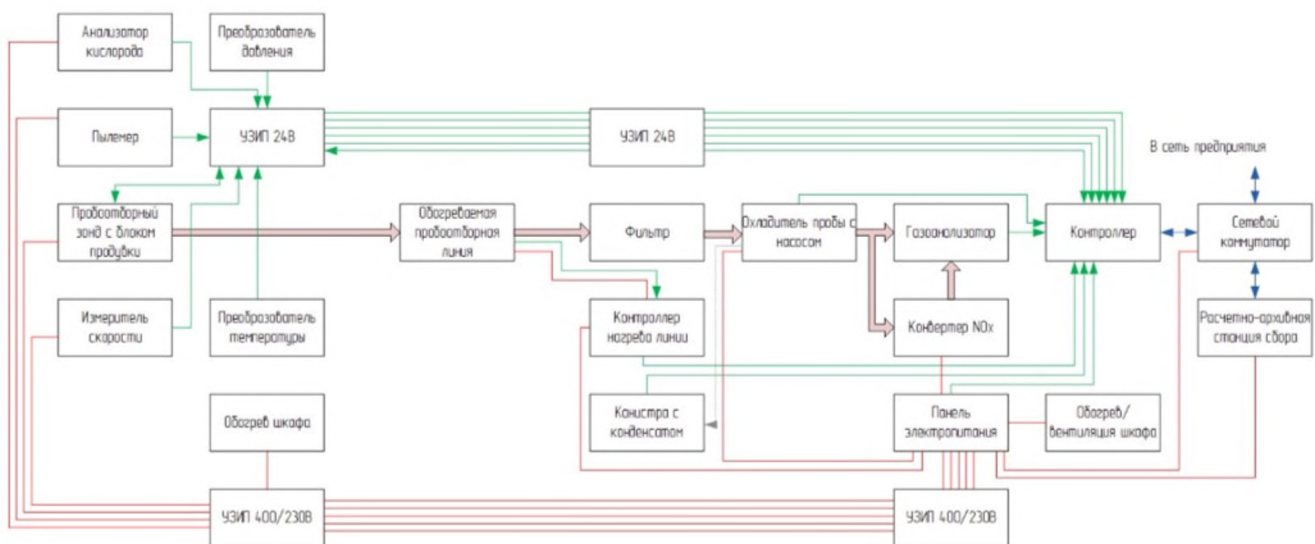 Анализатор
кислорода
Преобразователь
давления
Пылемер
УЗИП 24В
УЗИП 24В
В сеть предприятия
Пробоотборный
зонд с блоком
продувки
Обогреваемая
пробоотборная
линия
Фильтр
Охладитель пробы с
насосом
Газоанализатор
Контроллер
Сетевой
коммутатор
Измеритель
скорости
Преобразователь
температуры
Контроллер
нагрева линии
Конвертер NOx
Расчетно-архивная
станция сбора
Обогрев шкафа
Канистра с
конденсатом
Панель
электропитания
Обогрев/
вентиляция шкафа
УЗИП 400/230В
УЗИП 400/230В